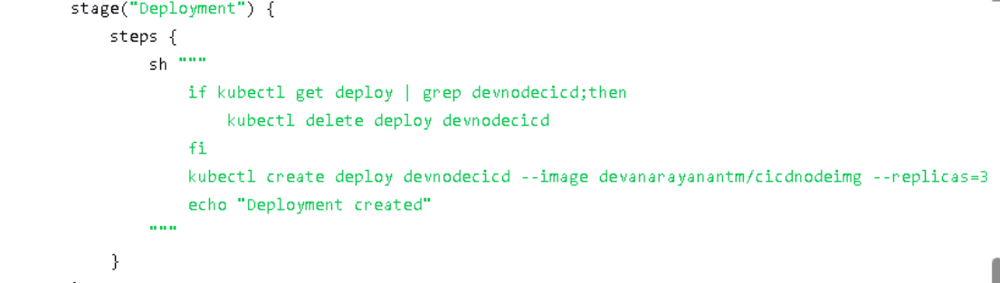 stage("Deployment") {
steps {
sh """
if kubectl get deploy | grep devnodecicd;then
kubectl delete deploy devnodecicd
fi
kubectl create deploy devnodecicd --image devanarayanantm/cicdnodeimg --replicas=3
echo "Deployment created"
"""
}